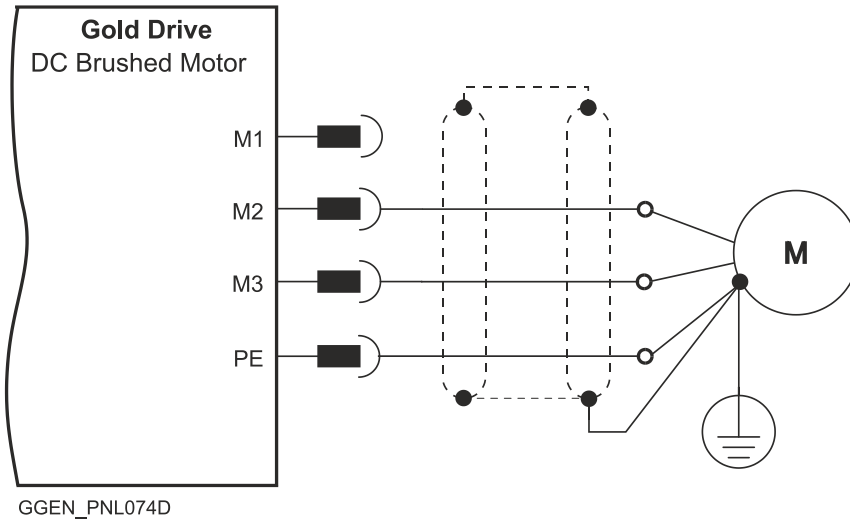 Gold Drive
DC Brushed Motor
M1
M2
M3
PE
M
GGEN_PNL074D